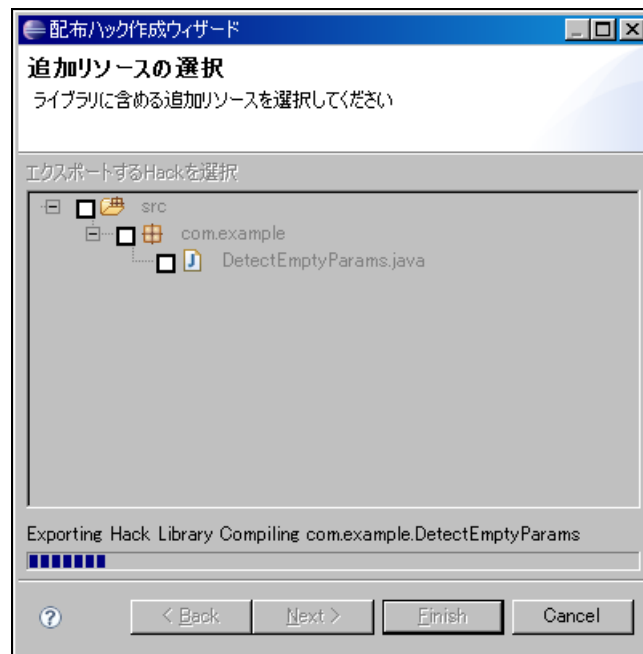 配布ハック作成ウィザード
追加リソースの選択
ライブラリに含める追加リソースを選択してください
エクスポートするHackを選択
src
com.example
DetectEmptyParams.java
Exporting Hack Library Compiling com.example.DetectEmptyParams
< Back Next > Finish Cancel